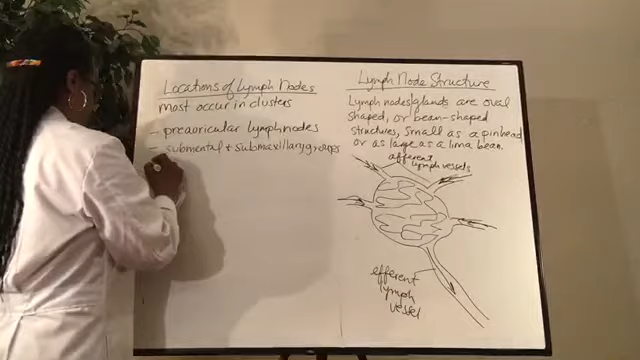 Locations of Lymph Nodes
most occur in clusters
- preauricular lymph nodes
- submental + submaxillary groups
-
Lymph Node Structure
Lymph nodes/glands are oval
shaped, or bean-shaped
structures, small as a pinhead
or as large as a lima bean.
afferent
lymph vessels
efferent
lymph
vessel